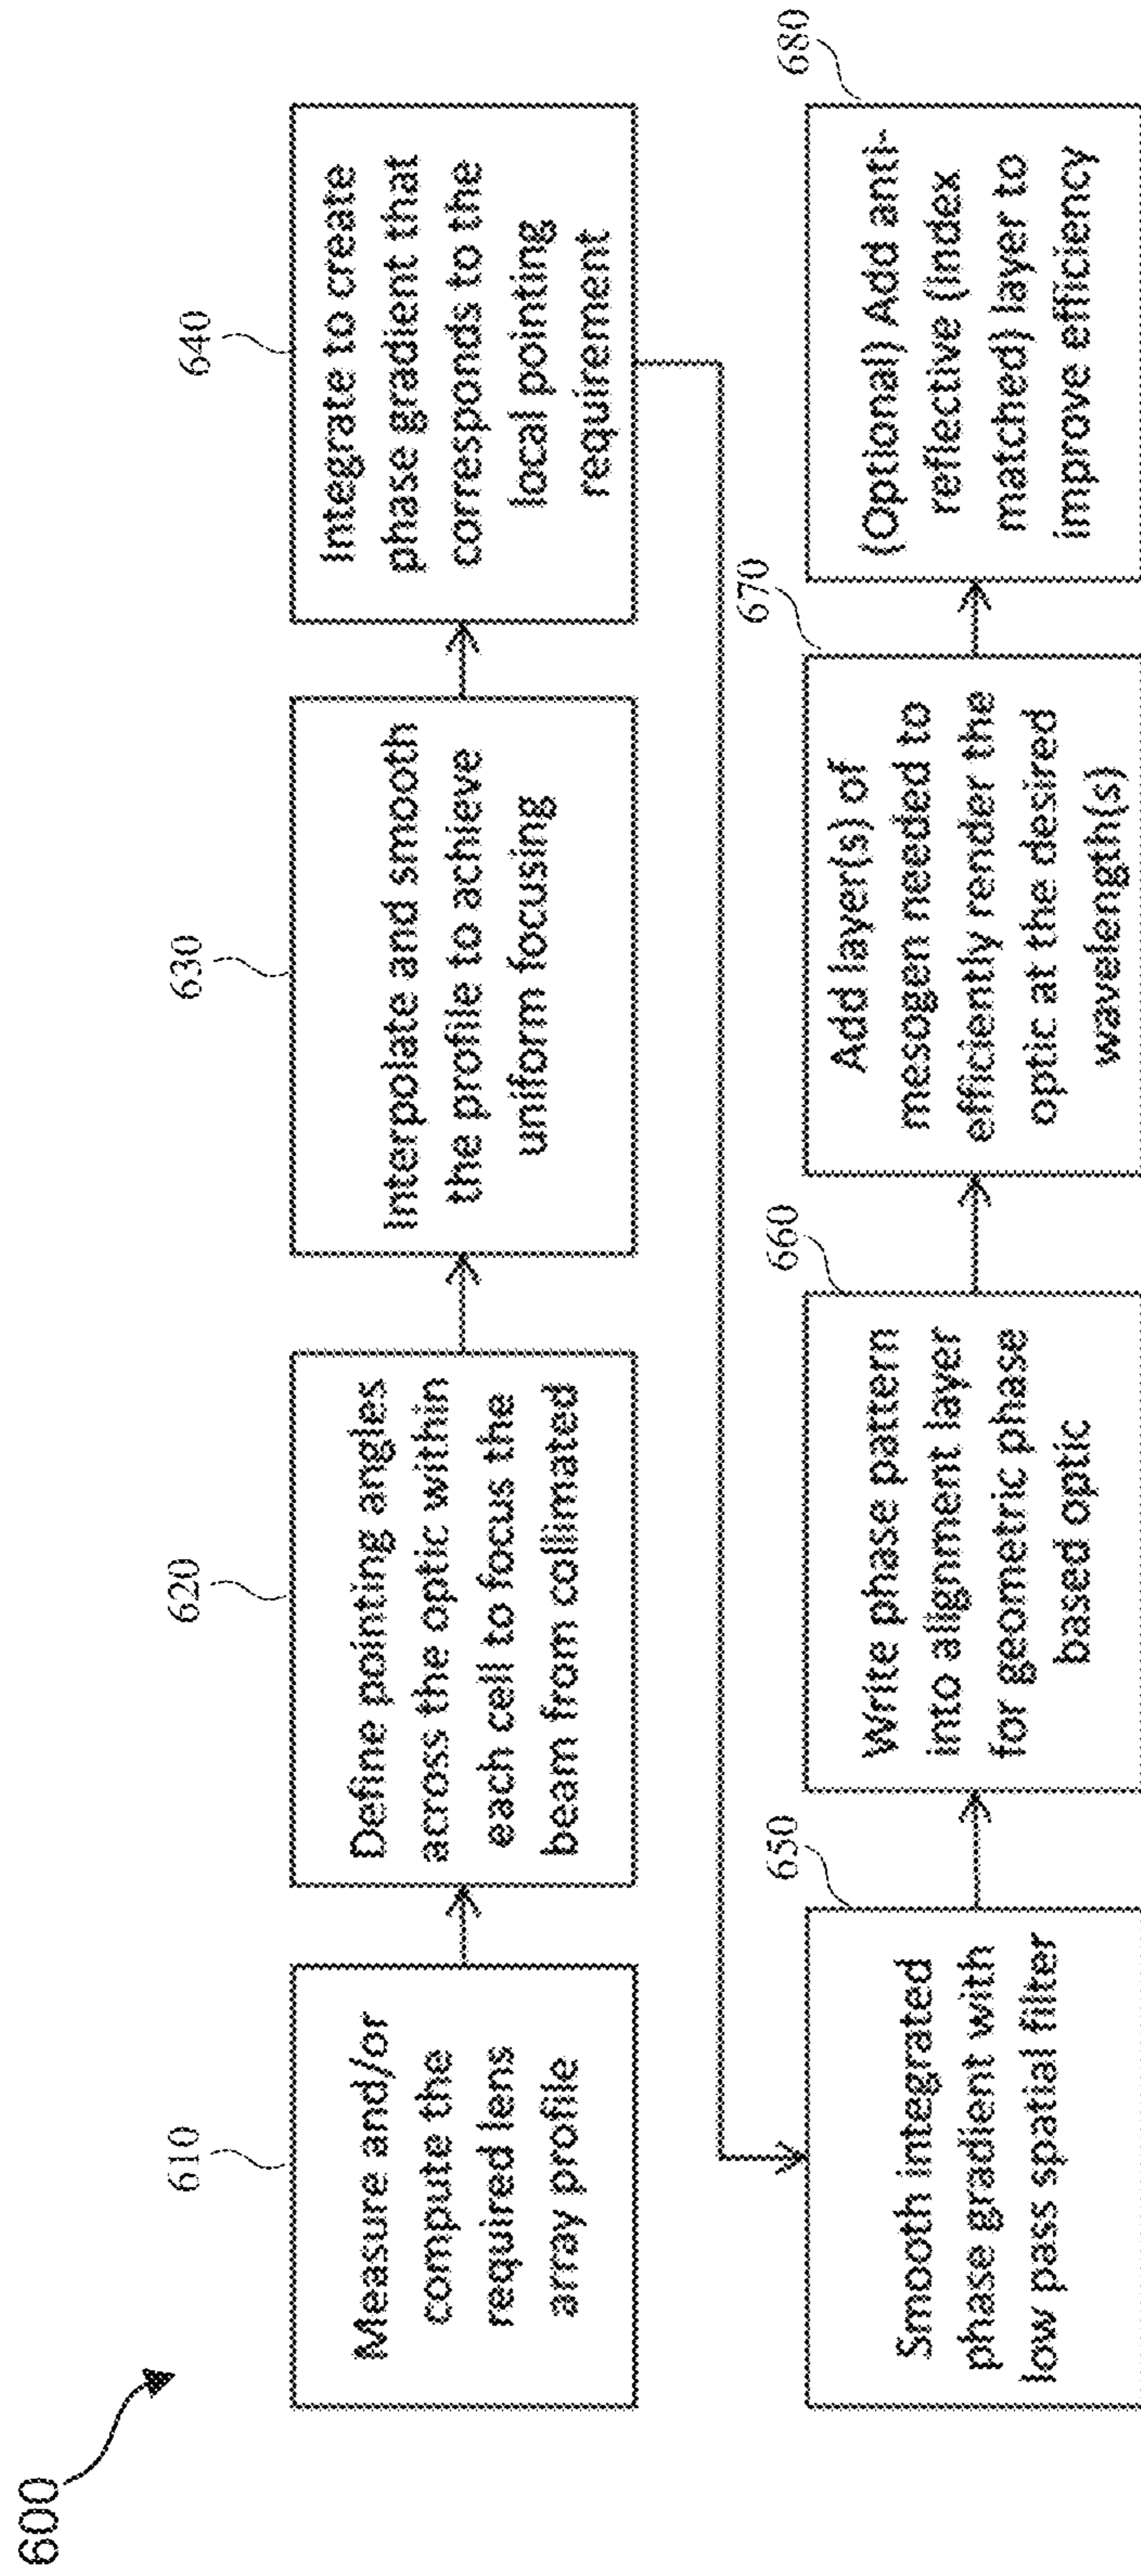 600
610
Measure and/or
compute the
required lens
array profile
620
Define pointing angles
across the optic within
each cell to focus the
beam from collimated
630
Interpolate and smooth
the profile to achieve
uniform focusing
640
Integrate to create
phase gradient that
corresponds to the
local pointing
requirement
650
Smooth integrated
phase gradient with
low pass spatial filter
660
Write phase pattern
into alignment layer
for geometric phase
based optic
670
Add layer(s) of
mesogen needed to
efficiently render the
optic at the desired
wavelength(s)
680
(Optional) Add anti-
reflective (index
matched) layer to
improve efficiency